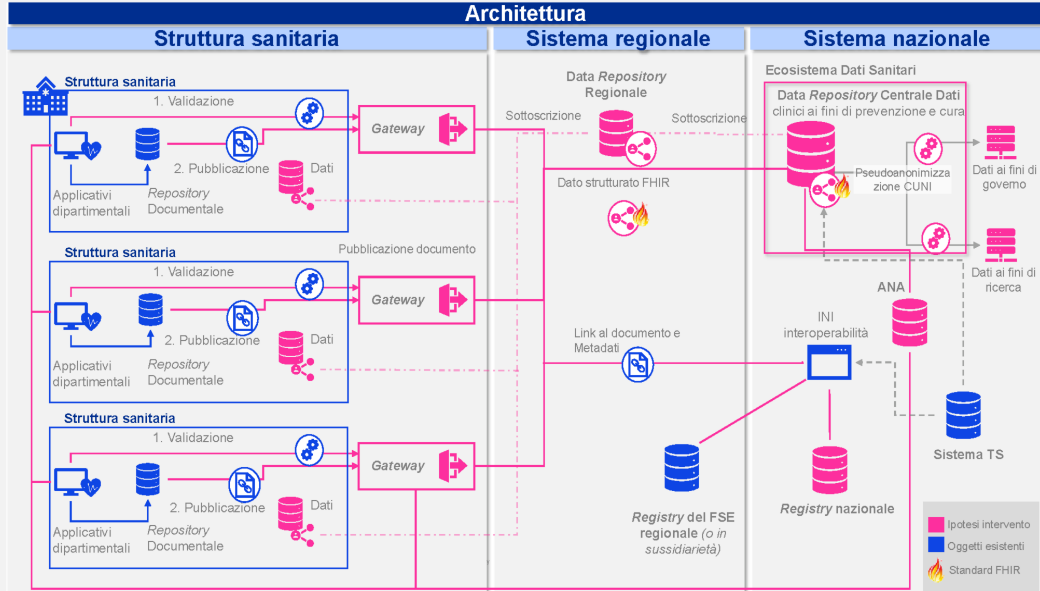 Architettura
Struttura sanitaria
Sistema regionale
Sistema nazionale
Struttura sanitaria
1. Validazione
2. Pubblicazione
Applicativi
dipartimentali
Repository
Documentale
Dati
Gateway
Struttura sanitaria
1. Validazione
2. Pubblicazione
Applicativi
dipartimentali
Repository
Documentale
Dati
Pubblicazione documento
Gateway
Struttura sanitaria
1. Validazione
2. Pubblicazione
Applicativi
dipartimentali
Repository
Documentale
Dati
Gateway
Data Repository
Regionale
Sottoscrizione
Sottoscrizione
Dato strutturato FHIR
Link al documento e
Metadati
Registry del FSE
regionale (o in
sussidiarietà)
Ecosistema Dati Sanitari
Data Repository Centrale Dati
clinici ai fini di prevenzione e cura
Pseudoanonimizza
zione CUNI
Dati ai fini di
governo
Dati ai fini di
ricerca
ANA
INI
interoperabilità
Sistema TS
Registry nazionale
Ipotesi intervento
Oggetti esistenti
Standard FHIR